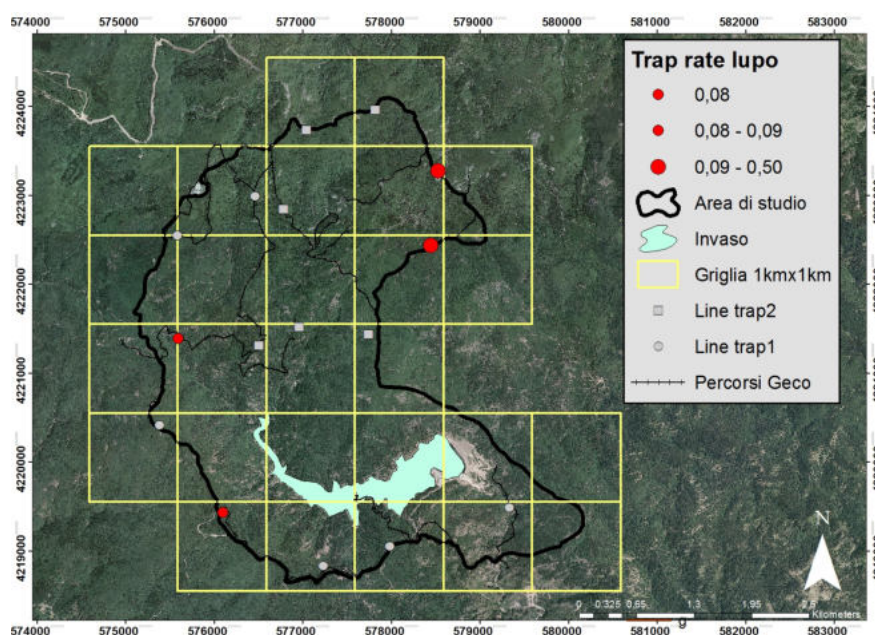 574000 575000 576000 577000 578000 579000 580000 581000 582000 583000
4224000
4223000
4222000
4221000
4220000
4219000
Trap rate lupo
0,08
0,08 - 0,09
0,09 - 0,50
Area di studio
Invaso
Griglia 1kmx1km
Line trap2
Line trap1
Percorsi Geco
N
0 0.325 0,65 1.3 1.95
Kilometers
574000 575000 576000 577000 578000 579000 580000 581000 582000 583000